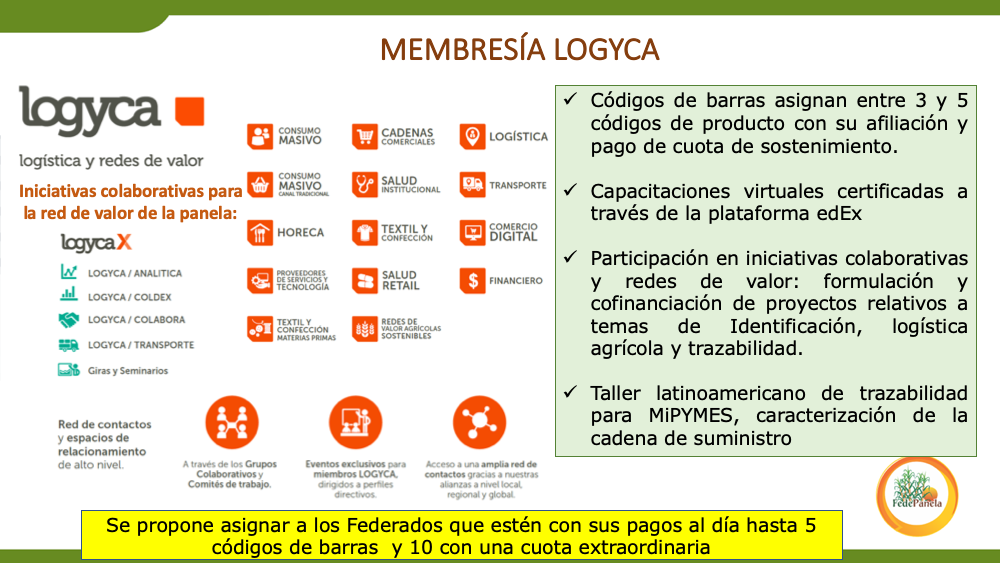 MEMBRESÍA LOGYCA
logyca
logística y redes de valor
Iniciativas colaborativas para
la red de valor de la panela:
logycaX
LOGYCA / ANALITICA
LOGYCA / COLDEX
LOGYCA / COLABORA
LOGYCA / TRANSPORTE
Giras y Seminarios
CONSUMO
MASIVO
CADENAS
COMERCIALES
LOGÍSTICA
CONSUMO
MASIVO
CANAL TRADICIONAL
SALUD
INSTITUCIONAL
TRANSPORTE
HORECA
TEXTIL Y
CONFECCIÓN
COMERCIO
DIGITAL
PROVEEDORES
DE SERVICIOS Y
TECNOLOGÍA
SALUD
RETAIL
FINANCIERO
TEXTIL Y
CONFECCIÓN
MATERIAS PRIMAS
REDES DE
VALOR AGRÍCOLAS
SOSTENIBLES
Red de contactos
y espacios de
relacionamiento
de alto nivel.
A través de los Grupos
Colaborativos y
Comités de trabajo.
Eventos exclusivos para
miembros LOGYCA,
dirigidos a perfiles
directivos.
Acceso a una amplia red de
contactos gracias a nuestras
alianzas a nivel local,
regional y global.
✓ Códigos de barras asignan entre 3 y 5
códigos de producto con su afiliación y
pago de cuota de sostenimiento.
✓ Capacitaciones virtuales certificadas a
través de la plataforma edEx
✓ Participación en iniciativas colaborativas
y redes de valor: formulación y
cofinanciación de proyectos relativos a
temas de Identificación, logística
agrícola y trazabilidad.
✓ Taller latinoamericano de trazabilidad
para MiPYMES, caracterización de la
cadena de suministro
FedePanela
Se propone asignar a los Federados que estén con sus pagos al día hasta 5
códigos de barras y 10 con una cuota extraordinaria